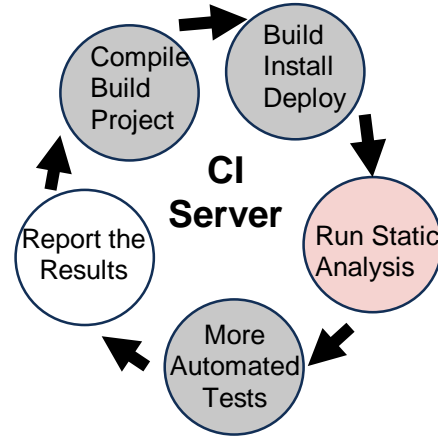 Compile
Build
Project
Build
Install
Deploy
CI
Server
Run Static
Analysis
More
Automated
Tests
Report the
Results